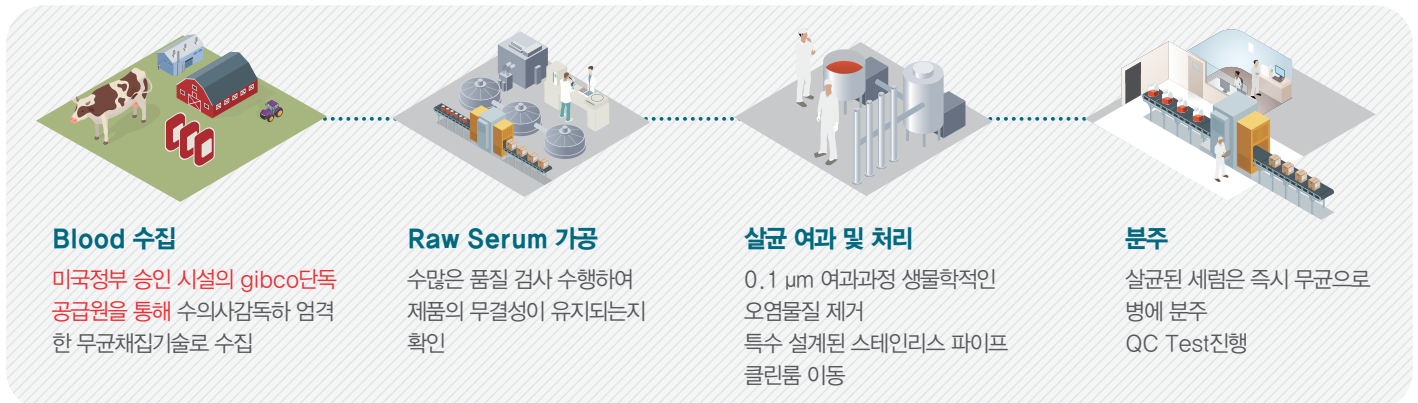 Blood 수집
미국정부 승인 시설의 gibco단독
공급원을 통해 수의사감독하 엄격
한 무균채집기술로 수집
Raw Serum 가공
수많은 품질 검사 수행하여
제품의 무결성이 유지되는지
확인
살균 여과 및 처리
0.1 μm 여과과정 생물학적인
오염물질 제거
특수 설계된 스테인리스 파이프
클린룸 이동
분주
살균된 세럼은 즉시 무균으로
병에 분주
QC Test진행